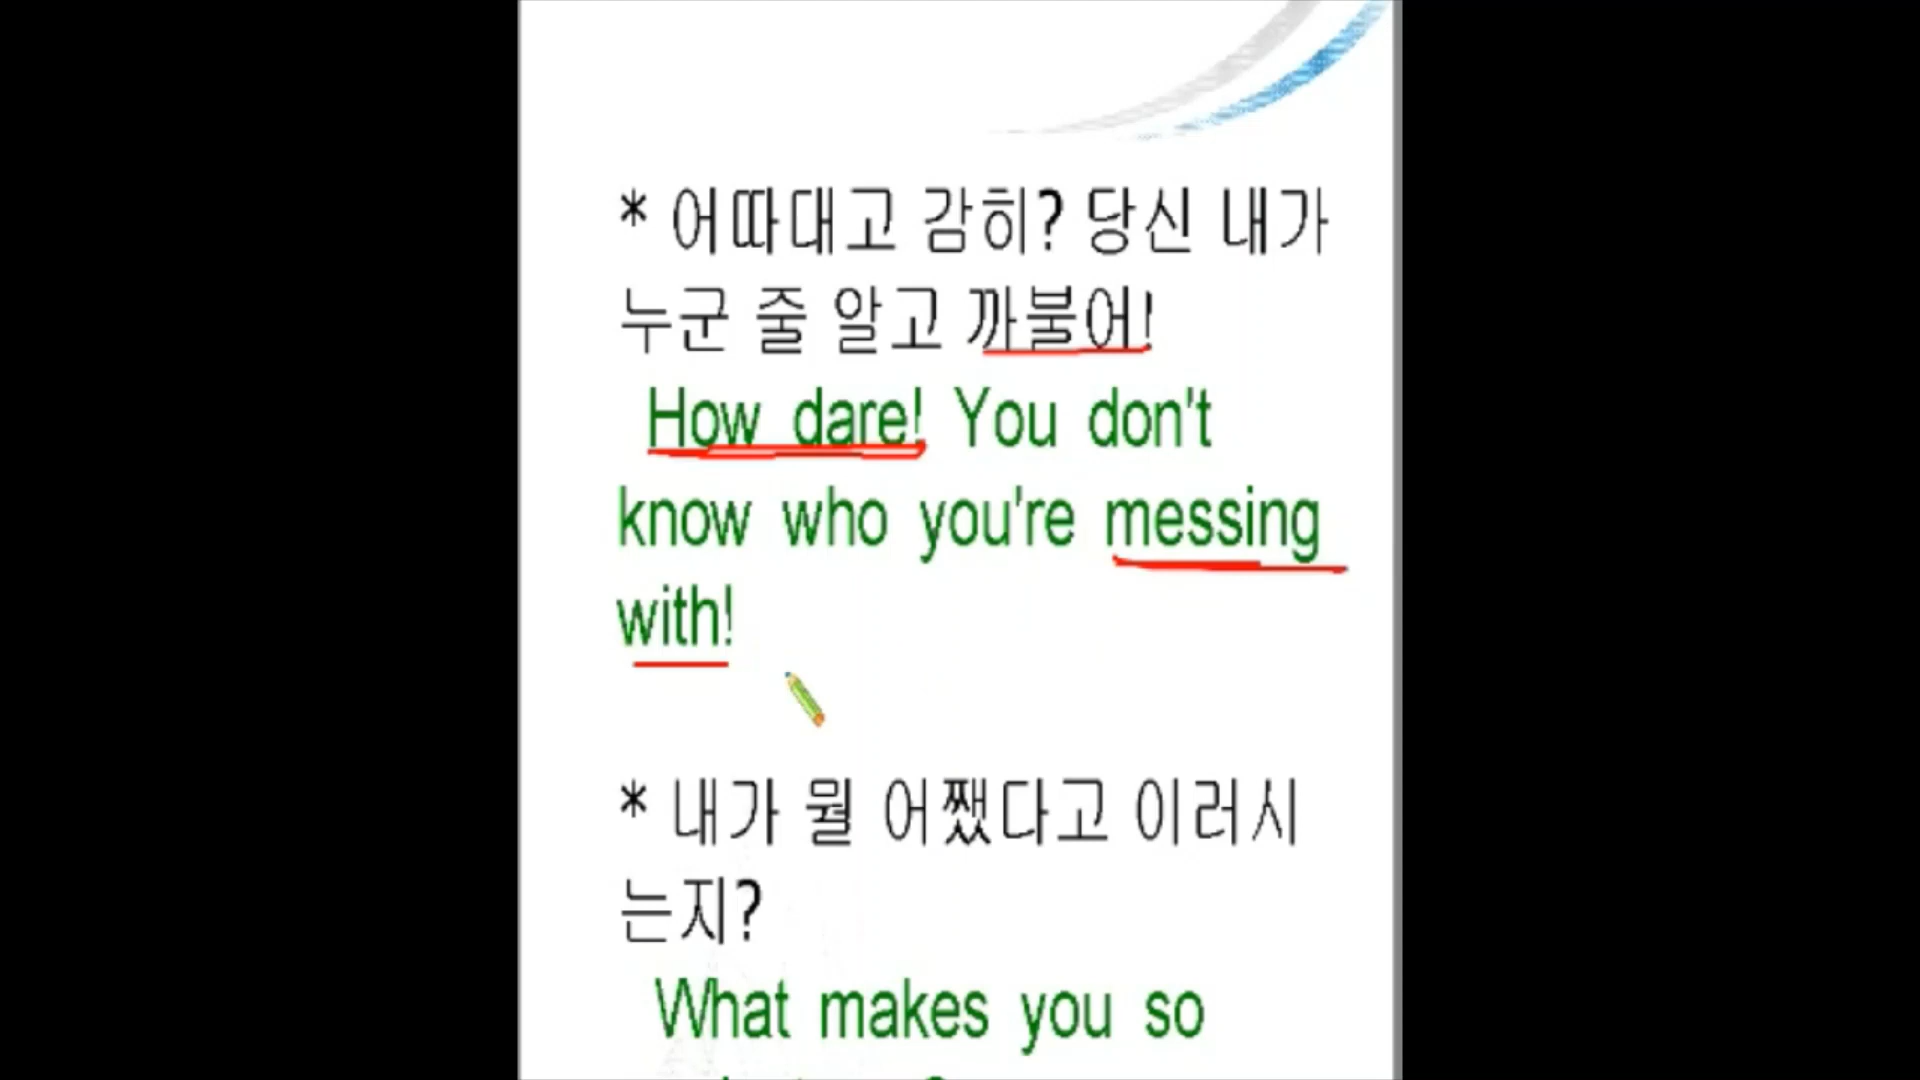 * 어따대고 감히? 당신 내가
누군 줄 알고 까불어!
How dare! You don't
know who you're messing
with!
* 내가 뭘 어쨌다고 이러시
는지?
What makes you so